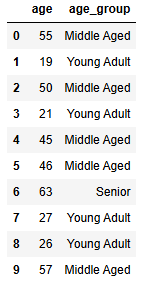 age age_group
0 55 Middle Aged
1 19 Young Adult
2 50 Middle Aged
3 21 Young Adult
4 45 Middle Aged
5 46 Middle Aged
6 63 Senior
7 27 Young Adult
8 26 Young Adult
9 57 Middle Aged